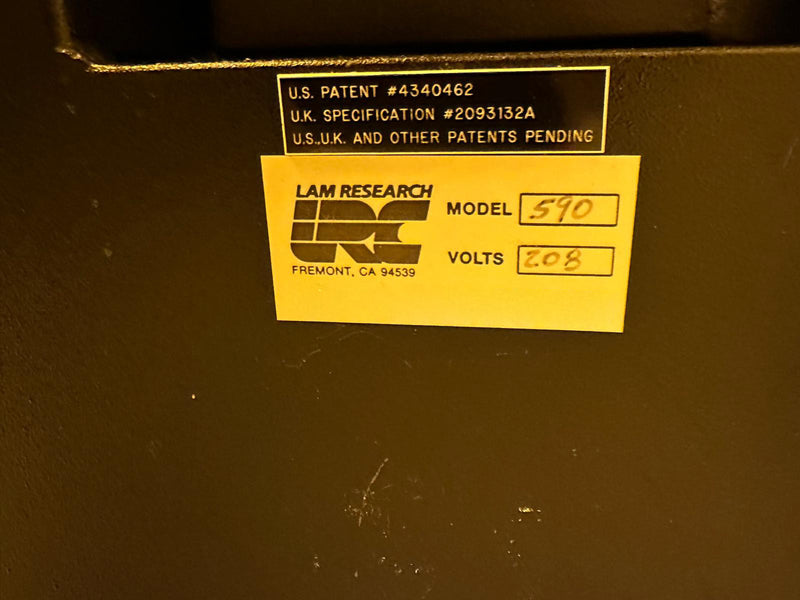 U.S. PATENT #4340462
U.K. SPECIFICATION #2093132A
U.S.,U.K. AND OTHER PATENTS PENDING
LAM RESEARCH
LRC
FREMONT, CA 94539
MODEL 590
VOLTS 208